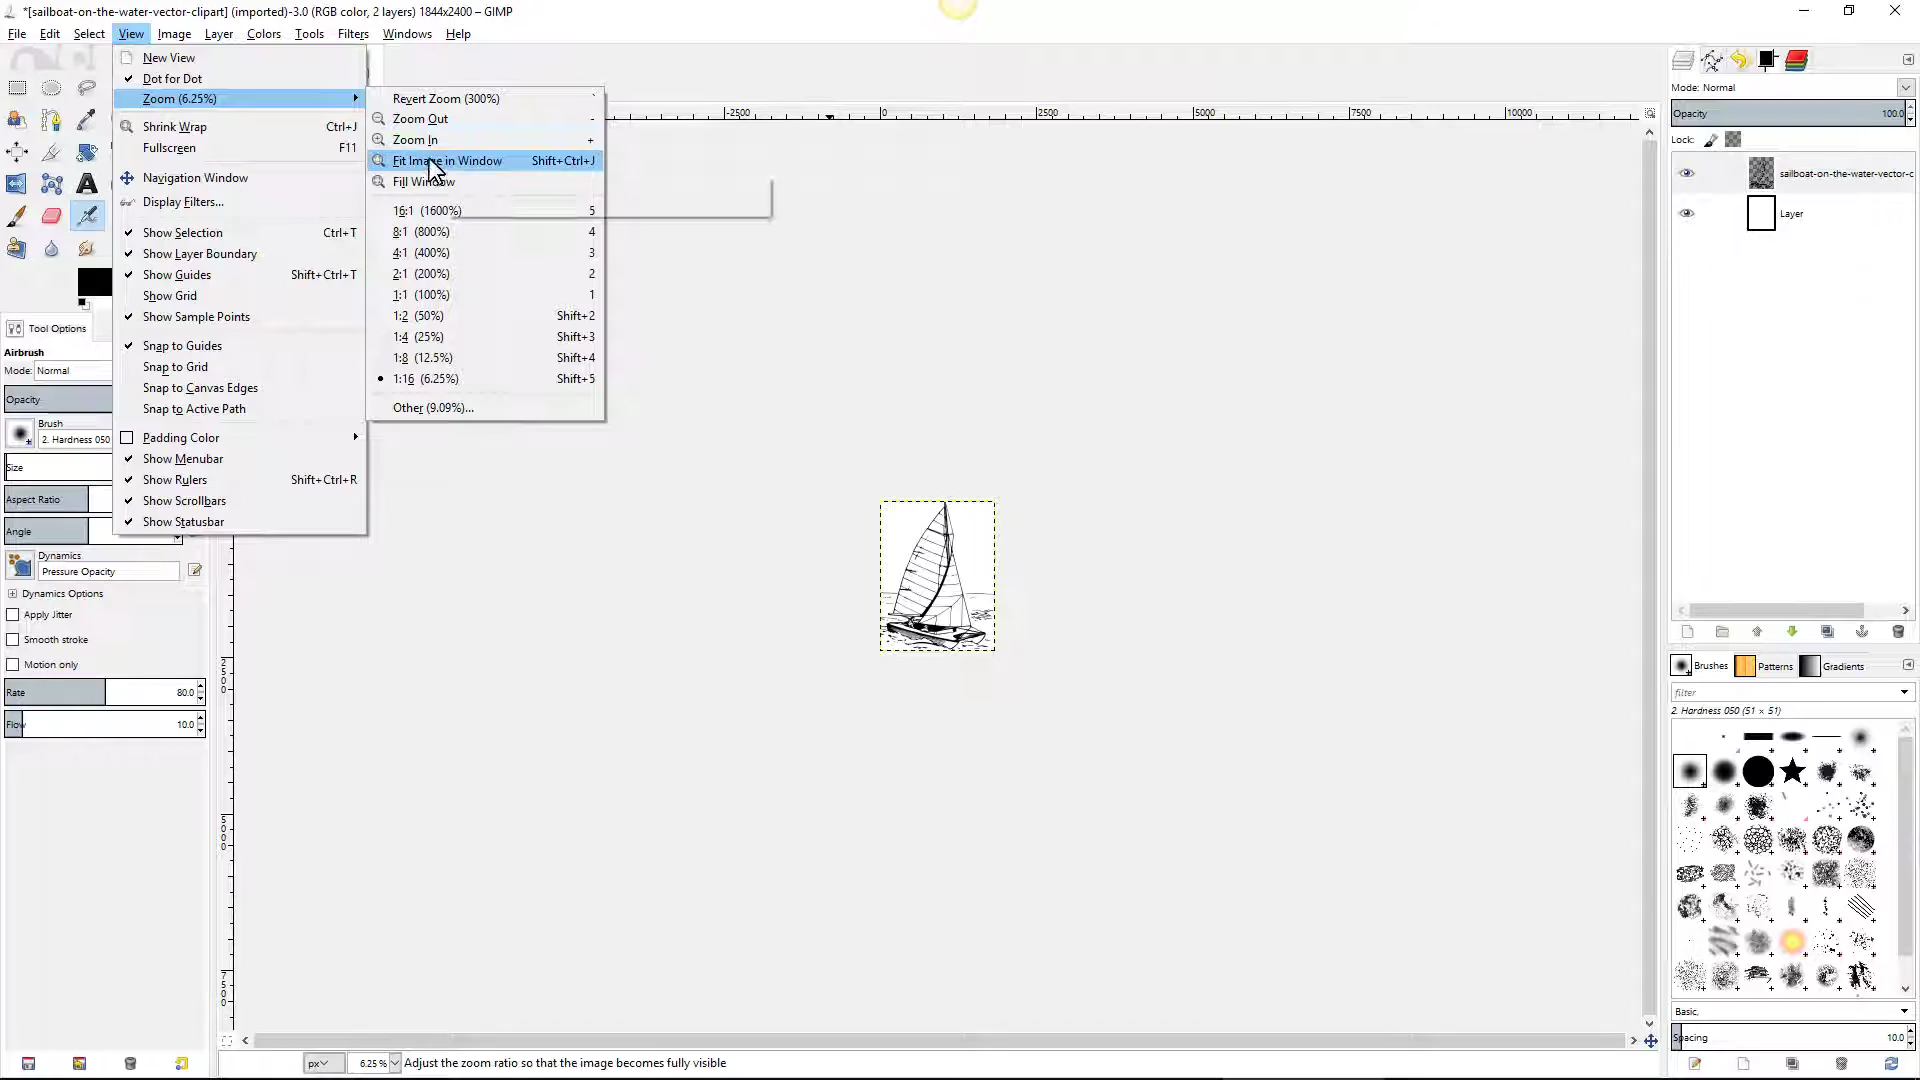 *[sailboat-on-the-water-vector-clipart] (imported)-3.0 (RGB color, 2 layers) 1844x2400 – GIMP
File Edit Select View Image Layer Colors Tools Filters Windows Help
New View
Dot for Dot
Zoom (6.25%)
Shrink Wrap Ctrl+J
Fullscreen F11
Navigation Window
Display Filters...
Show Selection Ctrl+T
Show Layer Boundary
Show Guides Shift+Ctrl+T
Show Grid
Show Sample Points
Snap to Guides
Snap to Grid
Snap to Canvas Edges
Snap to Active Path
Padding Color
Show Menubar
Show Rulers Shift+Ctrl+R
Show Scrollbars
Show Statusbar
Revert Zoom (300%) `
Zoom Out -
Zoom In +
Fit Image in Window Shift+Ctrl+J
Fill Window
16:1 (1600%) 5
8:1 (800%) 4
4:1 (400%) 3
2:1 (200%) 2
1:1 (100%) 1
1:2 (50%) Shift+2
1:4 (25%) Shift+3
1:8 (12.5%) Shift+4
1:16 (6.25%) Shift+5
Other (9.09%)...
-2500 0 2500 5000 7500 10000
2500
5000
7500
Tool Options
Airbrush
Mode: Normal
Opacity
Brush
2. Hardness 050
Size
Aspect Ratio
Angle
Dynamics
Pressure Opacity
Dynamics Options
Apply Jitter
Smooth stroke
Motion only
Rate 80.0
Flow 10.0
px 6.25 % Adjust the zoom ratio so that the image becomes fully visible
Mode: Normal
Opacity 100.0
Lock:
sailboat-on-the-water-vector-c
Layer
Brushes Patterns Gradients
filter
2. Hardness 050 (51 × 51)
Basic,
Spacing 10.0